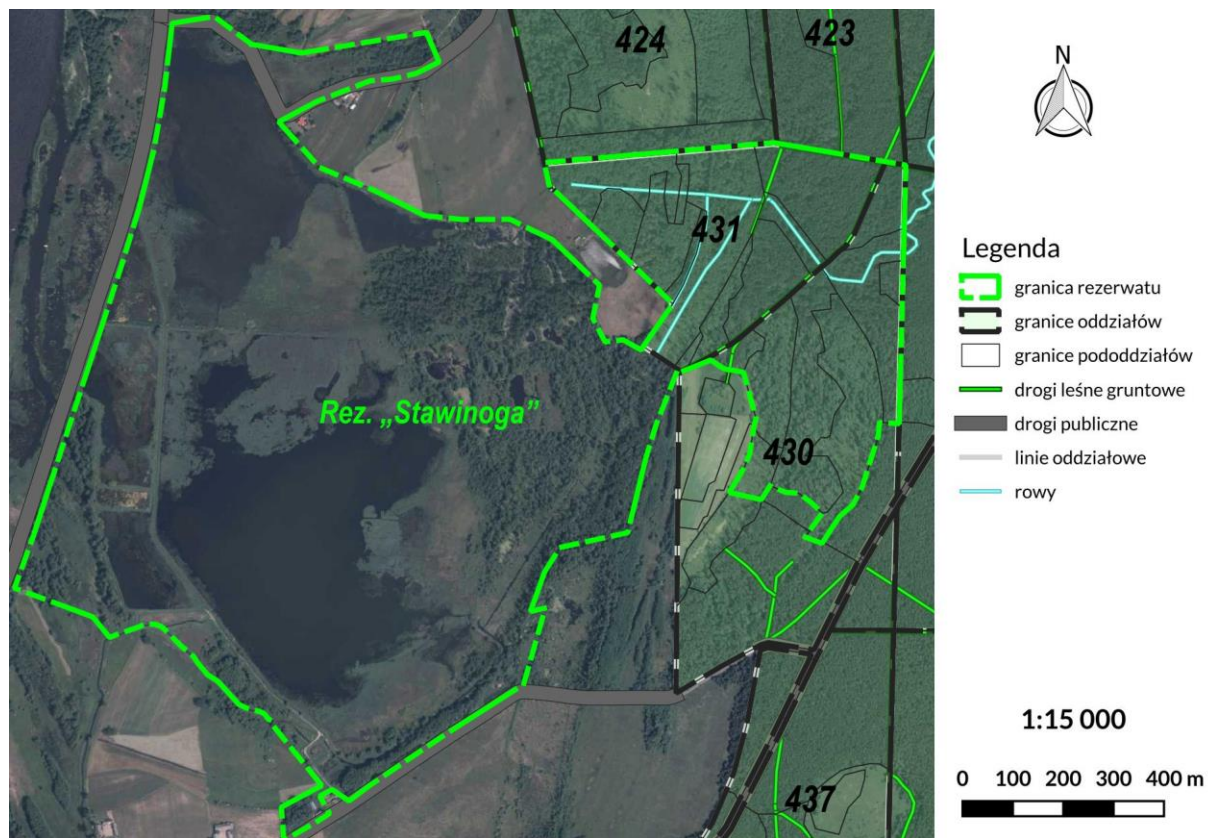 424
423
N
431
Legenda
granica rezerwatu
granice oddziałów
granice pododdziałów
drogi leśne gruntowe
drogi publiczne
linie oddziałowe
rowy
Rez. „Stawinoga”
430
1:15 000
0 100 200 300 400 m
437